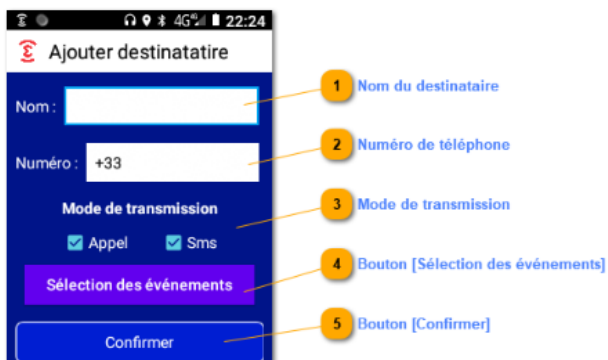 4G 22:24
Ajouter destinatatire
Nom :
1 Nom du destinataire
Numéro : +33
2 Numéro de téléphone
Mode de transmission
3 Mode de transmission
Appel Sms
Sélection des événements
4 Bouton [Sélection des événements]
Confirmer
5 Bouton [Confirmer]